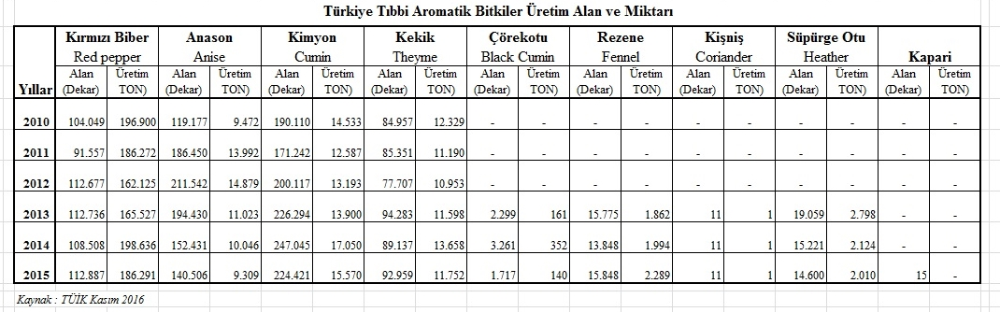 Türkiye Tıbbi Aromatik Bitkiler Üretim Alan ve Miktarı
Kırmızı Biber Anason Kimyon Kekik Çörekotu Rezene Kişniş Süpürge Otu
Red pepper Anise Cumin Theyme Black Cumin Fennel Coriander Heather Kapari
Alan Üretim Alan Üretim Alan Üretim Alan Üretim Alan Üretim Alan Üretim Alan Üretim Alan Üretim Alan Üretim
Yıllar (Dekar) TON) (Dekar) TON) (Dekar) TON) (Dekar) TON) (Dekar) TON) (Dekar) TON) (Dekar) TON) (Dekar) TON) (Dekar) TON)
2010 104.049 196.900 119.177 9.472 190.110 14.533 84.957 12.329 - - - - - - - - - -
2011 91.557 186.272 186.450 13.992 171.242 12.587 85.351 11.190 - - - - - - - - - -
2012 112.677 162.125 211.542 14.879 200.117 13.193 77.707 10.953 - - - - - - - - - -
2013 112.736 165.527 194.430 11.023 226.294 13.900 94.283 11.598 2.299 161 15.775 1.862 11 1 19.059 2.798 - -
2014 108.508 198.636 152.431 10.046 247.045 17.050 89.137 13.658 3.261 352 13.848 1.994 11 1 15.221 2.124 - -
2015 112.887 186.291 140.506 9.309 224.421 15.570 92.959 11.752 1.717 140 15.848 2.289 11 1 14.600 2.010 15 -
Kaynak : TÜİK Kasım 2016